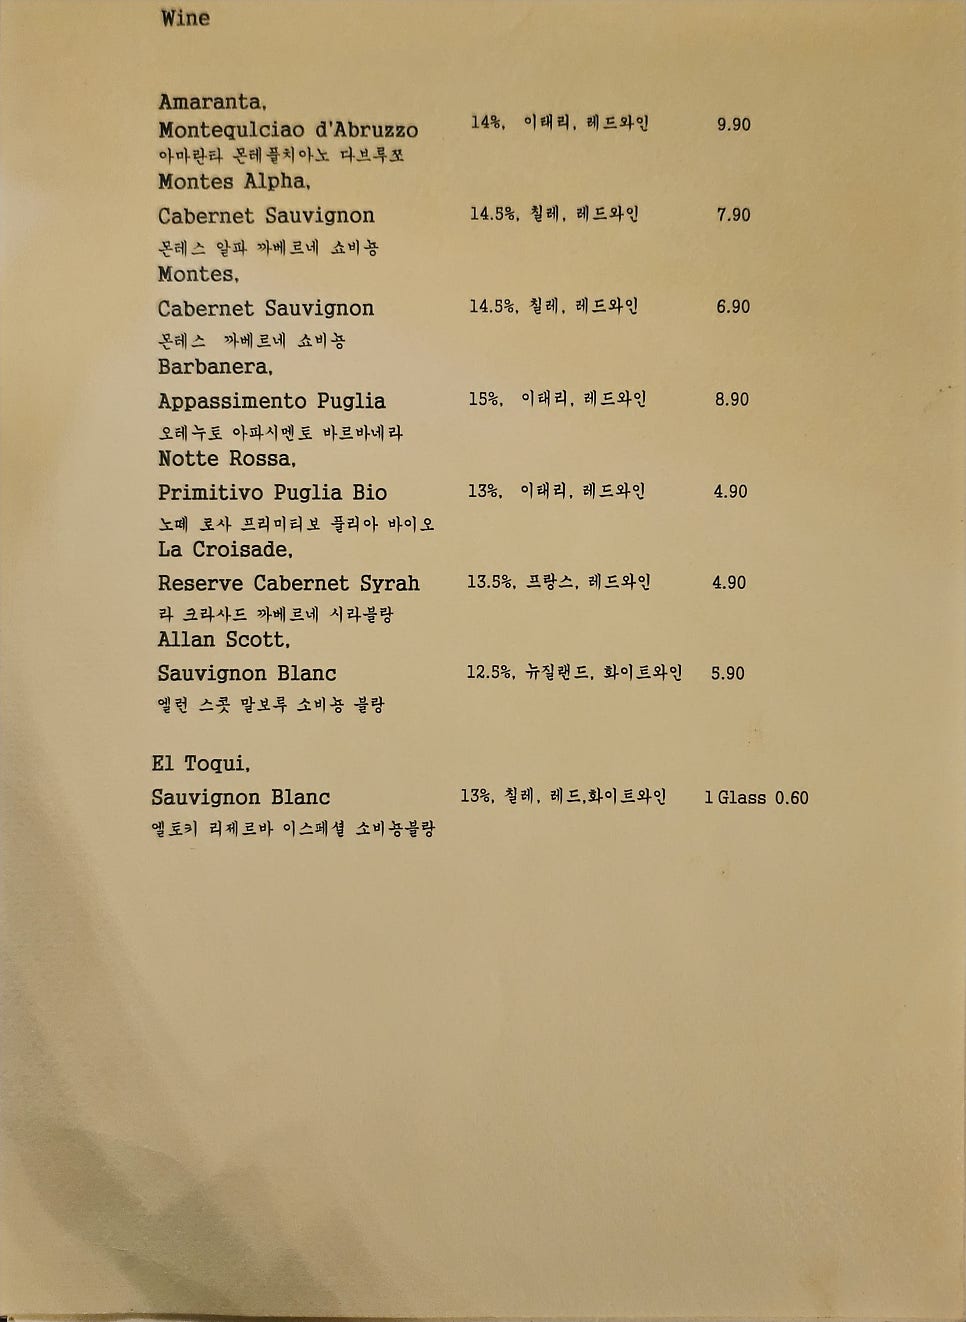 Wine
Amaranta,
Montequlciao d'Abruzzo 14%, 이태리, 레드와인 9.90
아마란타 몬테풀치아노 다브루쪼
Montes Alpha,
Cabernet Sauvignon 14.5%, 칠레, 레드와인 7.90
몬테스 알파 까베르네 쇼비뇽
Montes,
Cabernet Sauvignon 14.5%, 칠레, 레드와인 6.90
몬테스 까베르네 쇼비뇽
Barbanera,
Appassimento Puglia 15%, 이태리, 레드와인 8.90
오테누토 아파시멘토 바르바네라
Notte Rossa,
Primitivo Puglia Bio 13%, 이태리, 레드와인 4.90
노떼 로사 프리미티보 풀리아 바이오
La Croisade,
Reserve Cabernet Syrah 13.5%, 프랑스, 레드와인 4.90
라 크라사드 까베르네 시라블랑
Allan Scott,
Sauvignon Blanc 12.5%, 뉴질랜드, 화이트와인 5.90
엘런 스콧 말보루 소비뇽 블랑
El Toqui,
Sauvignon Blanc 13%, 칠레, 레드,화이트와인 1 Glass 0.60
엘토키 리제르바 이스페셜 소비뇽블랑